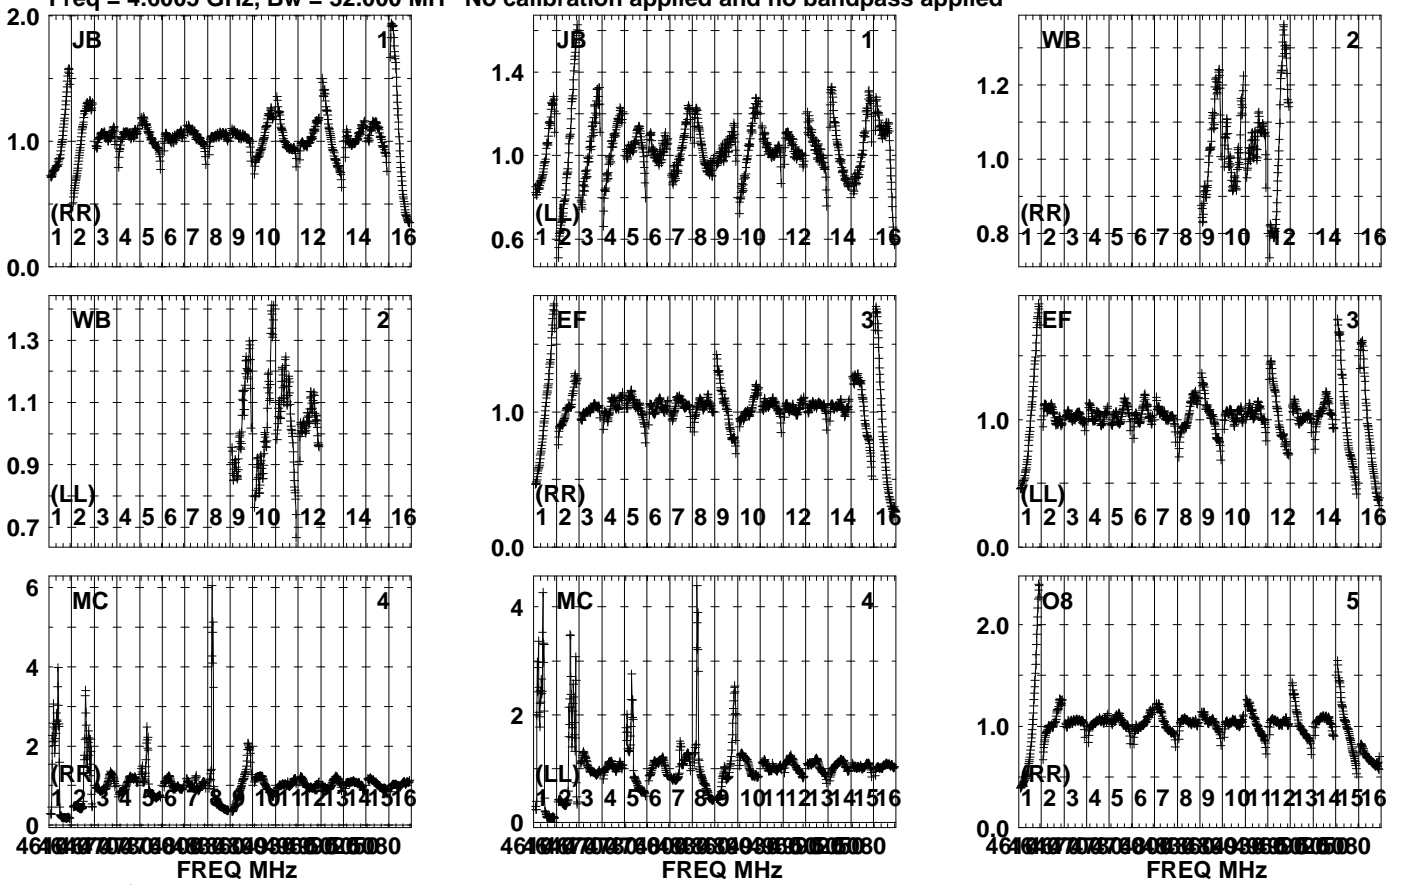 Freq = 4.6005 GHz, Bw = 32.000 MH No calibration applied and no bandpass applied
2.0 JB 1
1.0
(RR)
1 2 3 4 5 6 7 8 9 10 12 14 16
0.0
JB 1
1.4
1.0
(LL)
0.6
1 2 3 4 5 6 7 8 9 10 12 14 16
WB 2
1.2
1.0
(RR)
0.8
1 2 3 4 5 6 7 8 9 10 12 14 16
WB 2
1.3
1.1
0.9
(LL)
1 2 3 4 5 6 7 8 9 10 12 14 16
0.7
EF 3
1.0
(RR)
1 2 3 4 5 6 7 8 9 10 12 14 16
0.0
EF 3
1.0
(LL)
1 2 3 4 5 6 7 8 9 10 12 14 16
0.0
MC 4
6
4
2
(RR)
1 2 3 4 5 6 7 8 9 10 11 12 13 14 15 16
0
FREQ MHz
MC 4
4
2
(LL)
1 2 3 4 5 6 7 8 9 10 11 12 13 14 15 16
0
FREQ MHz
O8 5
2.0
1.0
(RR)
1 2 3 4 5 6 7 8 9 10 11 12 13 14 15 16
0.0
FREQ MHz